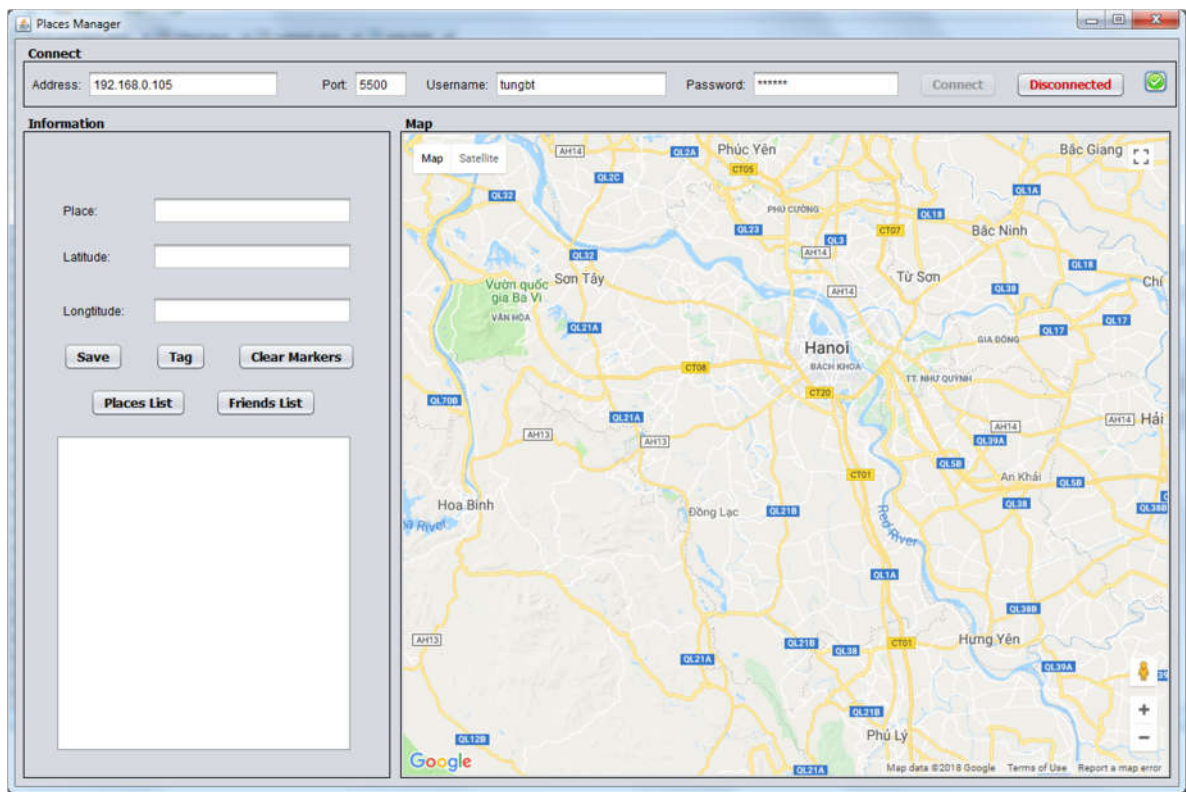 Places Manager
Connect
Address: 192.168.0.105 Port: 5500 Username: tungbt Password: ****** Connect Disconnected
Information
Place:
Latitude:
Longtitude:
Save Tag Clear Markers
Places List Friends List
Map
Map Satellite
AH14 QL2A Phúc Yên Bắc Giang
CT05
QL2C
QL32 QL1A
PHÚ CƯỜNG QL18
QL23 QL3 CT07 Bắc Ninh
AH14
QL32 QL18
Vườn quốc gia Ba Vì Sơn Tây Từ Sơn Chí
AH14 QL38
VÂN HÒA
QL21A QL17 QL17
GIA ĐÔNG
Hanoi
CT08 BÁCH KHOA
TT. NHƯ QUỲNH
CT20
QL70B
QL21A AH14 Hải
AH13 AH13 AH14
QL39A
QL5B
CT01 An Khải QL5B
Hoa Binh QL38 QL38B
Đồng Lạc QL21B
River Red River
QL1A
QL38B
AH13 QL21B QL38 CT01 Hưng Yên
QL21A QL39A
QL21B
Phủ Lý
QL12B
Google QL21A Map data ©2018 Google Terms of Use Report a map error